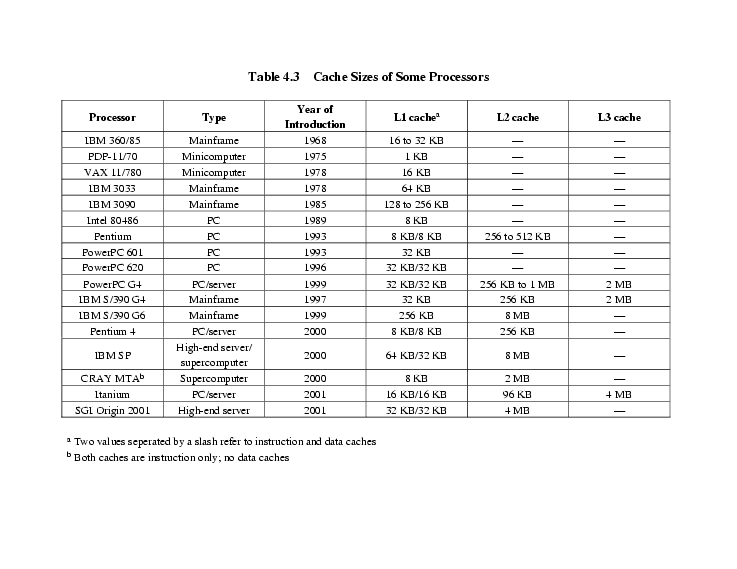 Table 4.3 Cache Sizes of Some Processors
Processor Type Year of Introduction L1 cacheᵃ L2 cache L3 cache
IBM 360/85 Mainframe 1968 16 to 32 KB — —
PDP-11/70 Minicomputer 1975 1 KB — —
VAX 11/780 Minicomputer 1978 16 KB — —
IBM 3033 Mainframe 1978 64 KB — —
IBM 3090 Mainframe 1985 128 to 256 KB — —
Intel 80486 PC 1989 8 KB — —
Pentium PC 1993 8 KB/8 KB 256 to 512 KB —
PowerPC 601 PC 1993 32 KB — —
PowerPC 620 PC 1996 32 KB/32 KB — —
PowerPC G4 PC/server 1999 32 KB/32 KB 256 KB to 1 MB 2 MB
IBM S/390 G4 Mainframe 1997 32 KB 256 KB 2 MB
IBM S/390 G6 Mainframe 1999 256 KB 8 MB —
Pentium 4 PC/server 2000 8 KB/8 KB 256 KB —
IBM SP High-end server/ supercomputer 2000 64 KB/32 KB 8 MB —
CRAY MTAᵇ Supercomputer 2000 8 KB 2 MB —
Itanium PC/server 2001 16 KB/16 KB 96 KB 4 MB
SGI Origin 2001 High-end server 2001 32 KB/32 KB 4 MB —
ᵃ Two values seperated by a slash refer to instruction and data caches
ᵇ Both caches are instruction only; no data caches